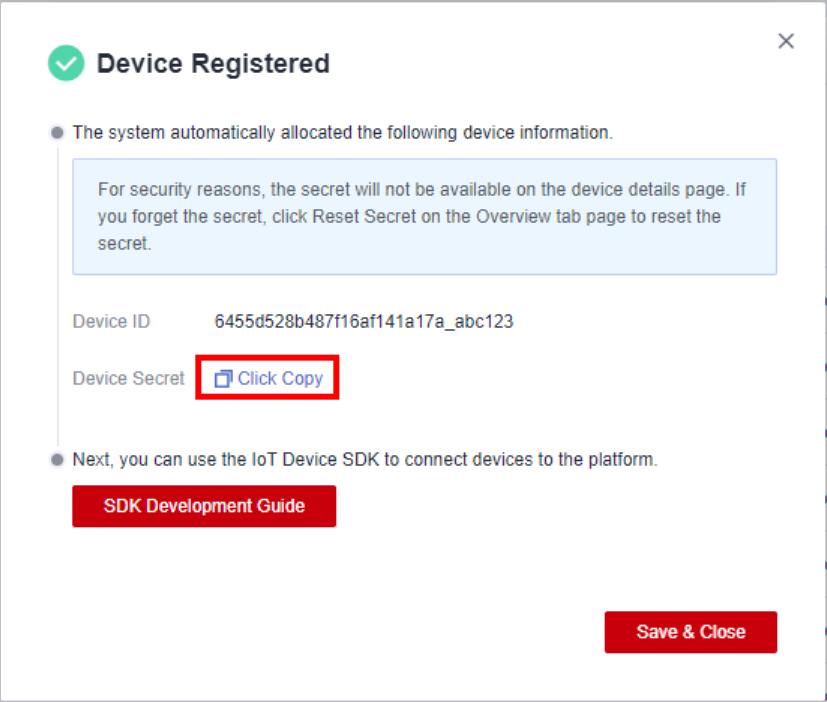 Device Registered
The system automatically allocated the following device information.
For security reasons, the secret will not be available on the device details page. If
you forget the secret, click Reset Secret on the Overview tab page to reset the
secret.
Device ID 6455d528b487f16af141a17a_abc123
Device Secret Click Copy
Next, you can use the IoT Device SDK to connect devices to the platform.
SDK Development Guide
Save & Close